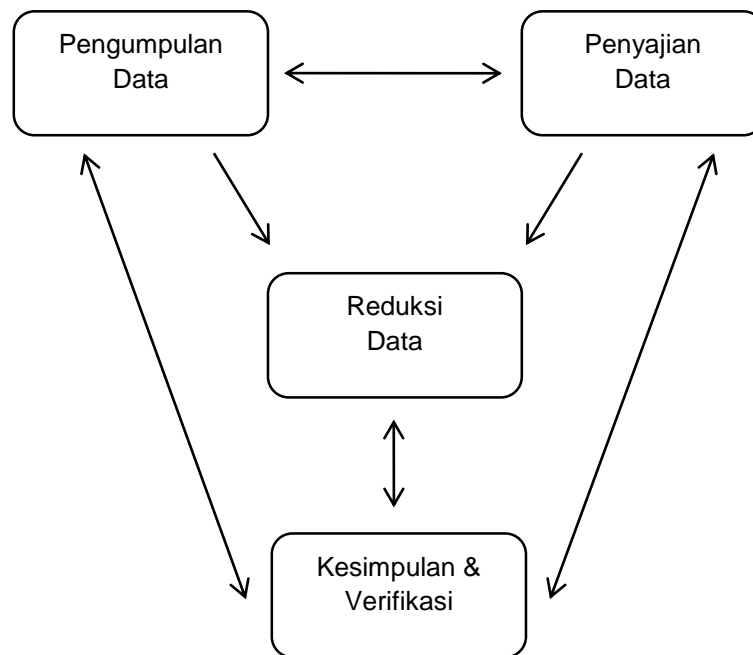 Pengumpulan
Data
Penyajian
Data
Reduksi
Data
Kesimpulan &
Verifikasi